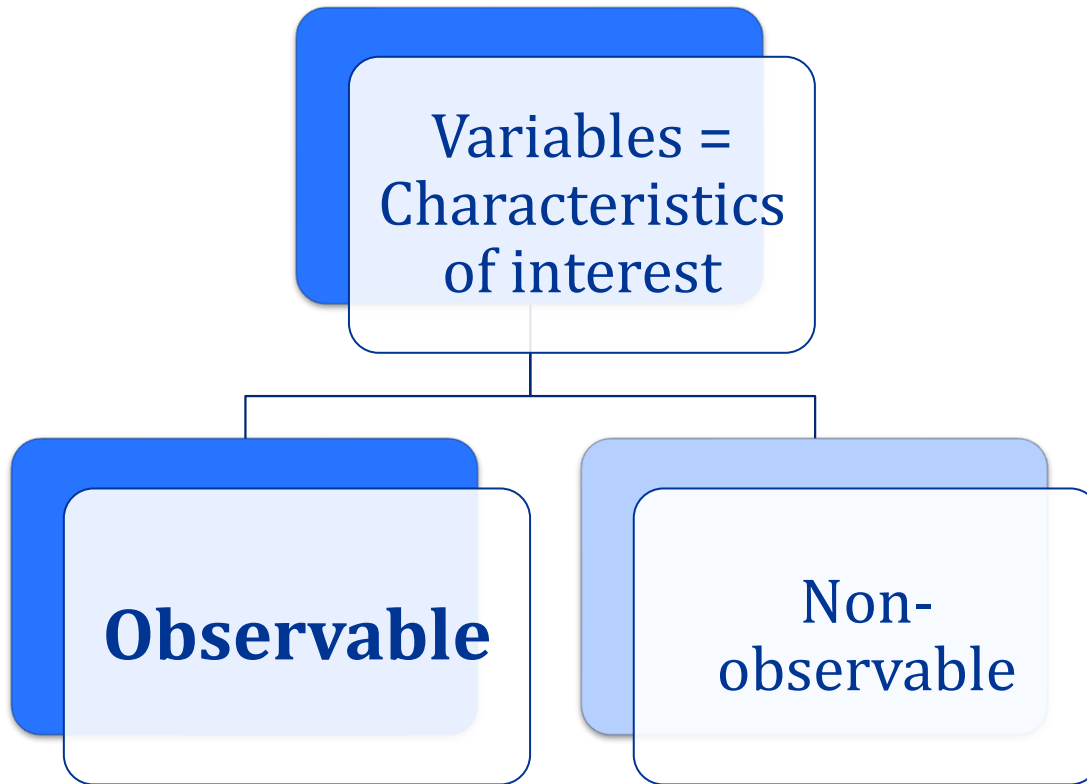 Variables =
Characteristics
of interest
Observable
Non-
observable